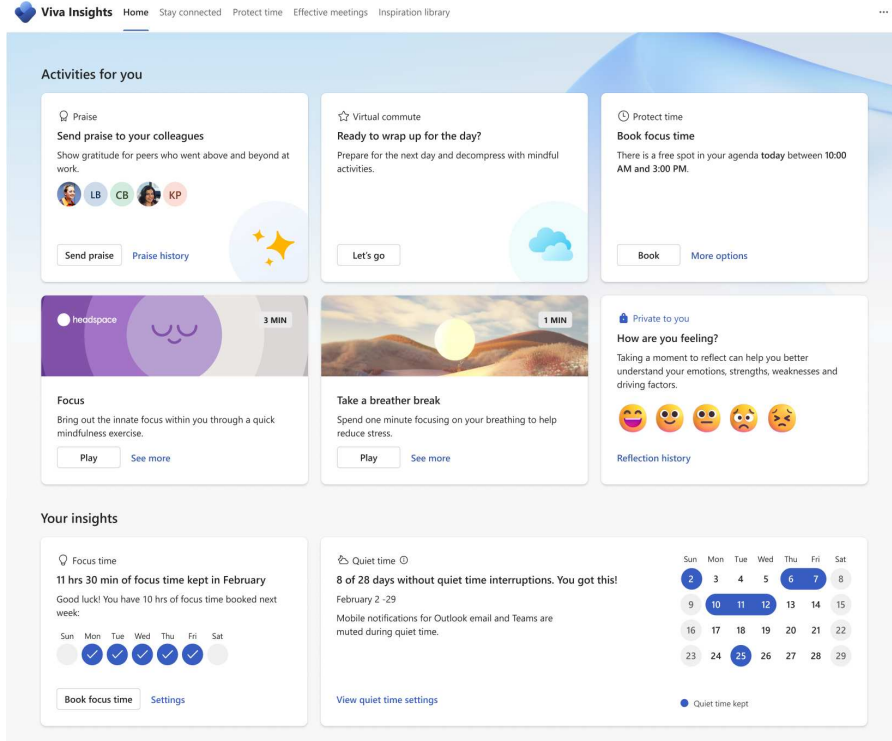 Viva Insights Home Stay connected Protect time Effective meetings Inspiration library
Activities for you
Praise
Send praise to your colleagues
Show gratitude for peers who went above and beyond at
work.
LB CB KP
Send praise Praise history
Virtual commute
Ready to wrap up for the day?
Prepare for the next day and decompress with mindful
activities.
Let's go
Protect time
Book focus time
There is a free spot in your agenda today between 10:00
AM and 3:00 PM.
Book More options
headspace 3 MIN
Focus
Bring out the innate focus within you through a quick
mindfulness exercise.
Play See more
1 MIN
Take a breather break
Spend one minute focusing on your breathing to help
reduce stress.
Play See more
Private to you
How are you feeling?
Taking a moment to reflect can help you better
understand your emotions, strengths, weaknesses and
driving factors.
Reflection history
Your insights
Focus time
11 hrs 30 min of focus time kept in February
Good luck! You have 10 hrs of focus time booked next
week:
Sun Mon Tue Wed Thu Fri Sat
Book focus time Settings
Quiet time
8 of 28 days without quiet time interruptions. You got this!
February 2 -29
Mobile notifications for Outlook email and Teams are
muted during quiet time.
View quiet time settings
Sun Mon Tue Wed Thu Fri Sat
2 3 4 5 6 7 8
9 10 11 12 13 14 15
16 17 18 19 20 21 22
23 24 25 26 27 28 29
Quiet time kept